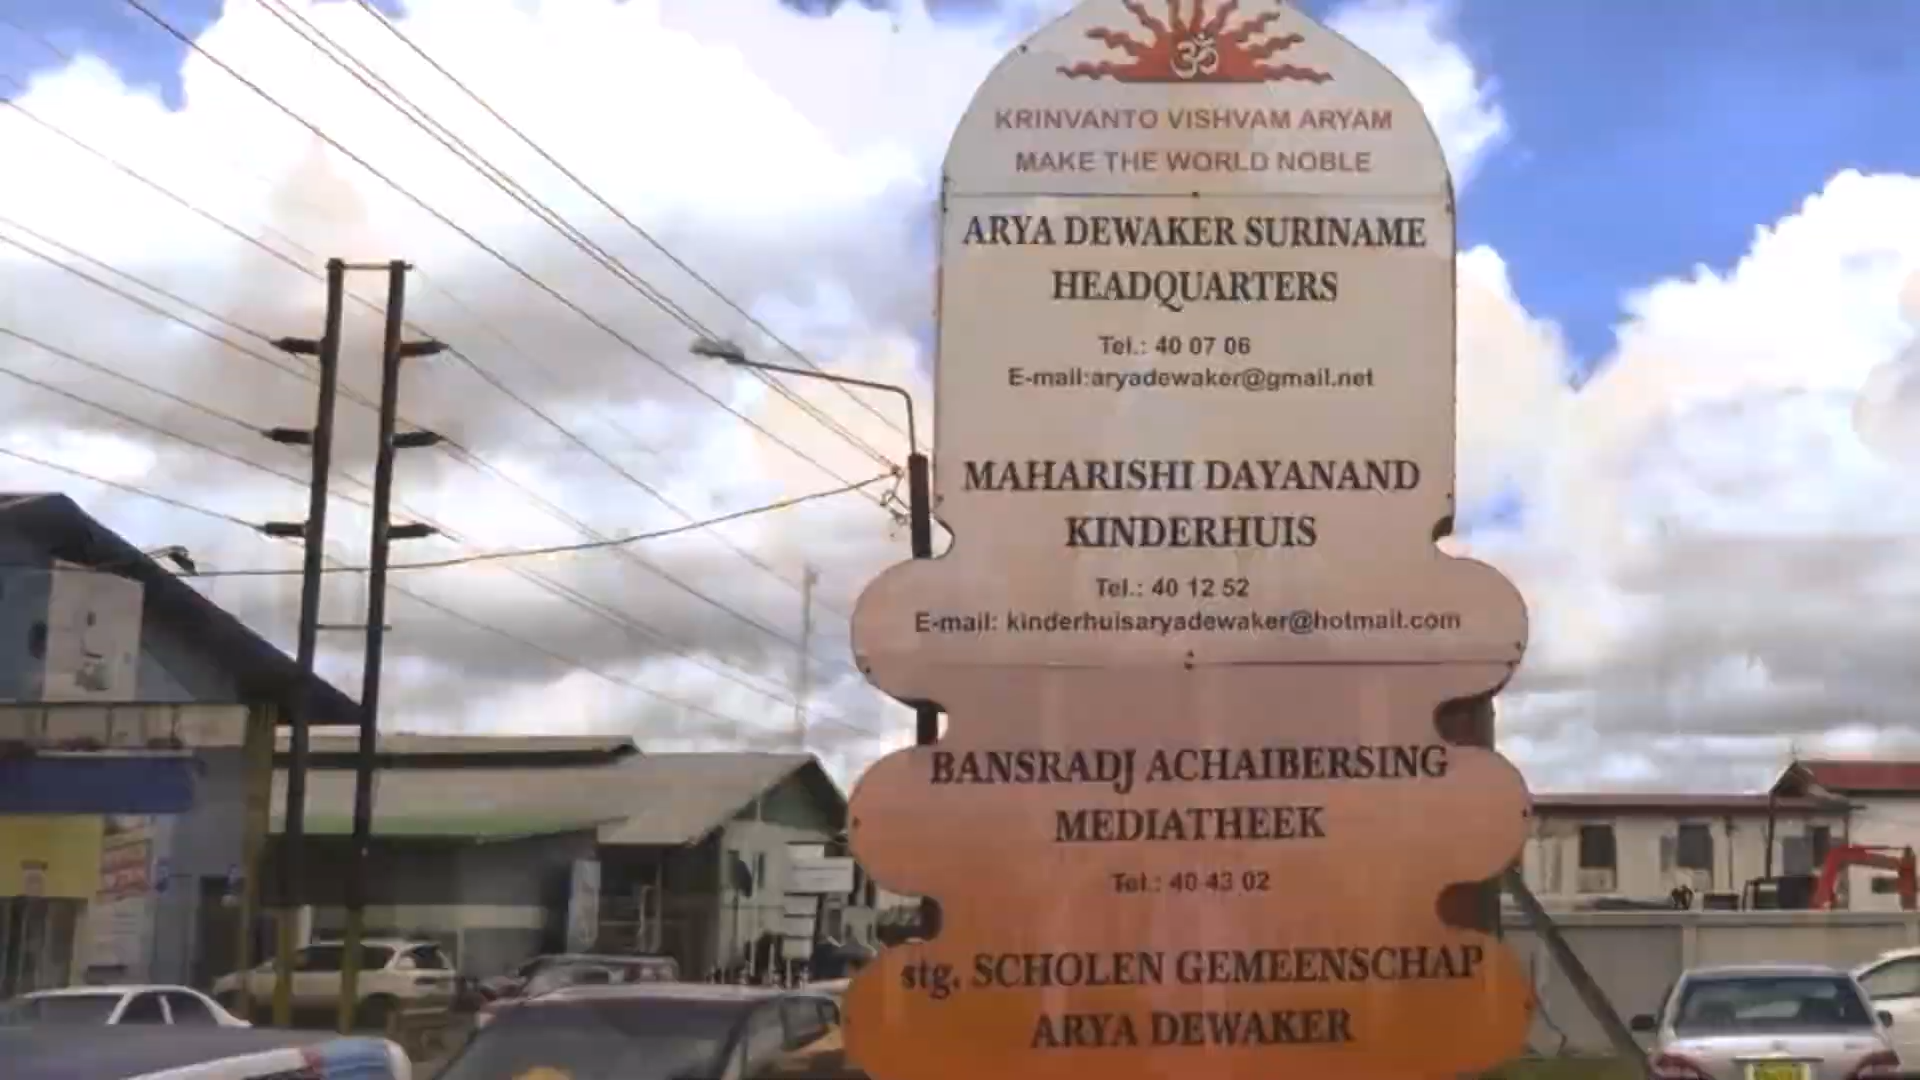 ॐ
KRINVANTO VISHVAM ARYAM
MAKE THE WORLD NOBLE
ARYA DEWAKER SURINAME
HEADQUARTERS
Tel.: 40 07 06
E-mail:aryadewaker@gmail.net
MAHARISHI DAYANAND
KINDERHUIS
Tel.: 40 12 52
E-mail: kinderhuisaryadewaker@hotmail.com
BANSRADJ ACHAIBERSING
MEDIATHEEK
Tel.: 40 43 02
stg. SCHOLEN GEMEENSCHAP
ARYA DEWAKER